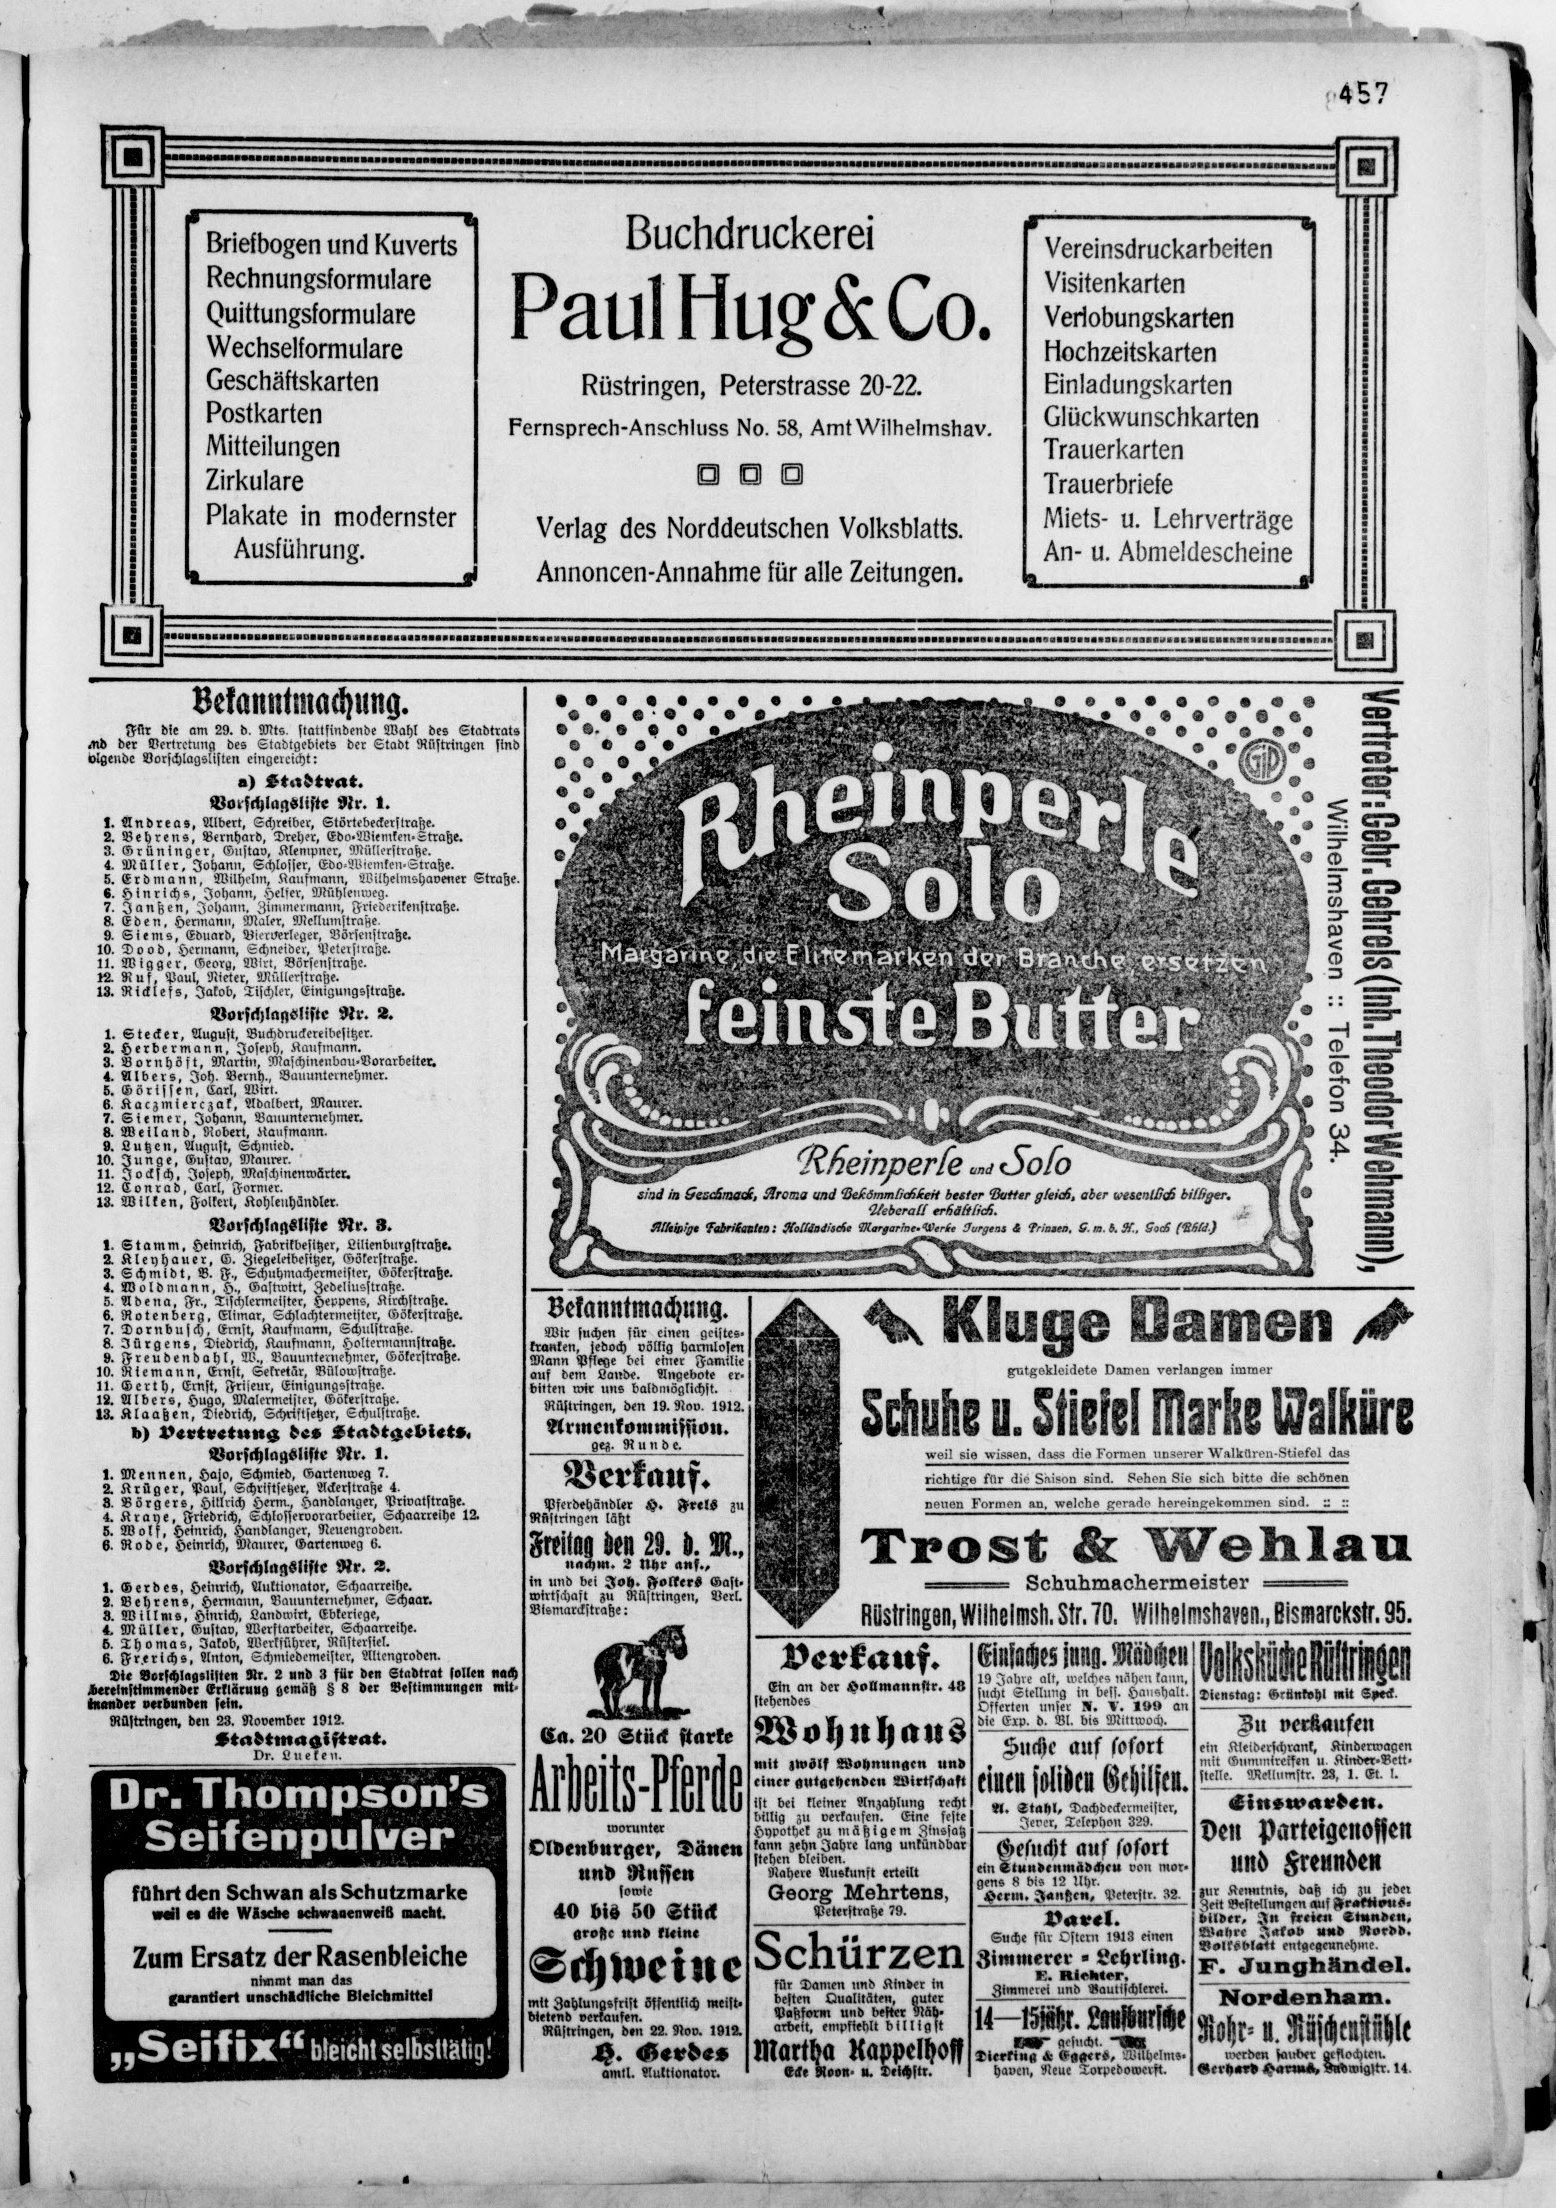 457
Briefbogen und Kuverts
Rechnungsformulare
Quittungsformulare
Wechselformulare
Geschäftskarten
Postkarten
Mitteilungen
Zirkulare
Plakate in modernster
Ausführung.
Buchdruckerei
Paul Hug & Co.
Rüstringen, Peterstrasse 20-22.
Fernsprech-Anschluss No. 58, Amt Wilhelmshav.
Verlag des Norddeutschen Volksblatts.
Annoncen-Annahme für alle Zeitungen.
Vereinsdruckarbeiten
Visitenkarten
Verlobungskarten
Hochzeitskarten
Einladungskarten
Glückwunschkarten
Trauerkarten
Trauerbriefe
Miets- u. Lehrverträge
An- u. Abmeldescheine
Bekanntmachung.
Für die am 29. d. Mts. stattfindende Wahl des Stadtrats
nd der Vertretung des Stadtgebiets der Stadt Rüstringen sind
olgende Vorschlagslisten eingereicht:
a) Stadtrat.
Vorschlagsliste Nr. 1.
1. Andreas, Albert, Schreiber, Störtebeckerstraße.
2. Behrens, Bernhard, Dreher, Edo-Wiemken-Straße.
3. Grüninger, Gustav, Klempner, Müllerstraße.
4. Müller, Johann, Schlosser, Edo-Wiemken-Straße.
5. Erdmann, Wilhelm, Kaufmann, Wilhelmshavener Straße.
6. Hinrichs, Johann, Helfer, Mühlenweg.
7. Janßen, Johann, Zimmermann, Friederikenstraße.
8. Eden, Hermann, Maler, Mellumstraße.
9. Siems, Eduard, Bierverleger, Börsenstraße.
10. Dood, Hermann, Schneider, Peterstraße.
11. Wigger, Georg, Wirt, Börsenstraße.
12. Ruf, Paul, Nieter, Müllerstraße.
13. Ricklefs, Jakob, Tischler, Einigungsstraße.
Vorschlagsliste Nr. 2.
1. Stecker, August, Buchdruckereibesitzer.
2. Herbermann, Joseph, Kaufmann.
3. Bornhöft, Martin, Maschinenbau-Vorarbeiter.
4. Albers, Joh. Bernh., Bauunternehmer.
5. Görissen, Carl, Wirt.
6. Kaczmierczak, Adalbert, Maurer.
7. Siemer, Johann, Bauunternehmer.
8. Weiland, Robert, Kaufmann.
9. Lutzen, August, Schmied.
10. Junge, Gustav, Maurer.
11. Jocksch, Joseph, Maschinenwärter.
12. Conrad, Carl, Former.
13. Wilken, Folkert, Kohlenhändler.
Vorschlagsliste Nr. 3.
1. Stamm, Heinrich, Fabrikbesitzer, Lilienburgstraße.
2. Kleyhauer, G. Ziegeleibesitzer, Gökerstraße.
3. Schmidt, B. F., Schuhmachermeister, Gökerstraße.
4. Woldmann, H., Gastwirt, Zedeliusstraße.
5. Adena, Fr., Tischlermeister, Heppens, Kirchstraße.
6. Rotenberg, Elimar, Schlachtermeister, Gökerstraße.
7. Dornbusch, Ernst, Kaufmann, Schulstraße.
8. Jürgens, Diedrich, Kaufmann, Holtermannstraße.
9. Freudendahl, W., Bauunternehmer, Gökerstraße.
10. Riemann, Ernst, Sekretär, Bülowstraße.
11. Gerth, Ernst, Friseur, Einigungsstraße.
12. Albers, Hugo, Malermeister, Gökerstraße.
13. Klaaßen, Diedrich, Schriftsetzer, Schulstraße.
b) Vertretung des Stadtgebiets.
Vorschlagsliste Nr. 1.
1. Mennen, Hajo, Schmied, Gartenweg 7.
2. Krüger, Paul, Schriftsetzer, Ackerstraße 4.
3. Börgers, Hillrich Herm., Handlanger, Privatstraße.
4. Kraye, Friedrich, Schlosservorarbeiter, Schaarreihe 12.
5. Wolf, Heinrich, Handlanger, Neuengroden.
6. Rode, Heinrich, Maurer, Gartenweg 6.
Vorschlagsliste Nr. 2.
1. Gerdes, Heinrich, Auktionator, Schaarreihe.
2. Behrens, Hermann, Bauunternehmer, Schaar.
3. Willms, Hinrich, Landwirt, Ebkeriege,
4. Müller, Gustav, Werftarbeiter, Schaarreihe.
5. Thomas, Jakob, Werkführer, Rüstersiel.
6. Frerichs, Anton, Schmiedemeister, Altengroden.
Die Vorschlagslisten Nr. 2 und 3 für den Stadtrat sollen nach
bereinstimmender Erklärung gemäß § 8 der Bestimmungen mit-
inander verbunden sein.
Rüstringen, den 23. November 1912.
Stadtmagistrat.
Dr. Lueken.
Dr. Thompson's
Seifenpulver
führt den Schwan als Schutzmarke
weil es die Wäsche schwanenweiß macht.
Zum Ersatz der Rasenbleiche
nimmt man das
garantiert unschädliche Bleichmittel
„Seifix“ bleicht selbsttätig!
GJP
Rheinperle
Solo
Margarine, die Elitemarken der Branche, ersetzen
feinste Butter
Rheinperle und Solo
sind in Geschmack, Aroma und Bekömmlichkeit bester Butter gleich, aber wesentlich billiger.
Ueberall erhältlich.
Alleinige Fabrikanten: Holländische Margarine-Werke Jurgens & Prinzen, G. m. b. H., Goch (Rhld.)
Vertreter: Gebr. Gehrels (Inh. Theodor Wehmann),
Wilhelmshaven :: Telefon 34.
Bekanntmachung.
Wir suchen für einen geistes-
kranken, jedoch völlig harmlosen
Mann Pflege bei einer Familie
auf dem Lande. Angebote er-
bitten wir uns baldmöglichst.
Rüstringen, den 19. Nov. 1912.
Armenkommission.
gez. Runde.
Verkauf.
Pferdehändler H. Frels zu
Rüstringen läßt
Freitag den 29. d. M.,
nachm. 2 Uhr anf.,
in und bei Joh. Folkers Gast-
wirtschaft zu Rüstringen, Verl.
Bismarckstraße:
Ca. 20 Stück starke
Arbeits-Pferde
worunter
Oldenburger, Dänen
und Russen
sowie
40 bis 50 Stück
große und kleine
Schweine
mit Zahlungsfrist öffentlich meist-
bietend verkaufen.
Rüstringen, den 22. Nov. 1912.
H. Gerdes
amtl. Auktionator.
Kluge Damen
gutgekleidete Damen verlangen immer
Schuhe u. Stiefel Marke Walküre
weil sie wissen, dass die Formen unserer Walküren-Stiefel das
richtige für die Saison sind. Sehen Sie sich bitte die schönen
neuen Formen an, welche gerade hereingekommen sind. :: ::
Trost & Wehlau
Schuhmachermeister
Rüstringen, Wilhelmsh. Str. 70. Wilhelmshaven., Bismarckstr. 95.
Verkauf.
Ein an der Hollmannstr. 48
stehendes
Wohnhaus
mit zwölf Wohnungen und
einer gutgehenden Wirtschaft
ist bei kleiner Anzahlung recht
billig zu verkaufen. Eine feste
Hypothek zu mäßigem Zinssatz
kann zehn Jahre lang unkündbar
stehen bleiben.
Nähere Auskunft erteilt
Georg Mehrtens,
Peterstraße 79.
Schürzen
für Damen und Kinder in
besten Qualitäten, guter
Paßform und bester Näh-
arbeit, empfiehlt billigst
Martha Kappelhoff
Ecke Roon- u. Deichstr.
Einfaches jung. Mädchen
19 Jahre alt, welches nähen kann,
sucht Stellung in bess. Haushalt.
Offerten unter N. V. 199 an
die Exp. d. Bl. bis Mittwoch.
Suche auf sofort
einen soliden Gehilfen.
A. Stahl, Dachdeckermeister,
Jever, Telephon 329.
Gesucht auf sofort
ein Stundenmädchen von mor-
gens 8 bis 12 Uhr.
Herm. Janßen, Peterstr. 32.
Varel.
Suche für Ostern 1913 einen
Zimmerer-Lehrling.
E. Richter,
Zimmerei und Bautischlerei.
14—15jähr. Laufbursche
gesucht.
Dierking & Eggers, Wilhelms-
haven, Neue Torpedowerft.
Volksküche Rüstringen
Dienstag: Grünkohl mit Speck.
Zu verkaufen
ein Kleiderschrank, Kinderwagen
mit Gummireifen u. Kinder-Bett-
stelle. Mellumstr. 23, 1. Et. l.
Einswarden.
Den Parteigenossen
und Freunden
zur Kenntnis, daß ich zu jeder
Zeit Bestellungen auf Fraktions-
bilder, In freien Stunden,
Wahre Jakob und Nordd.
Volksblatt entgegennehme.
F. Junghändel.
Nordenham.
Rohr- u. Rüschenstühle
werden sauber geflochten.
Gerhard Harms, Ludwigstr. 14.